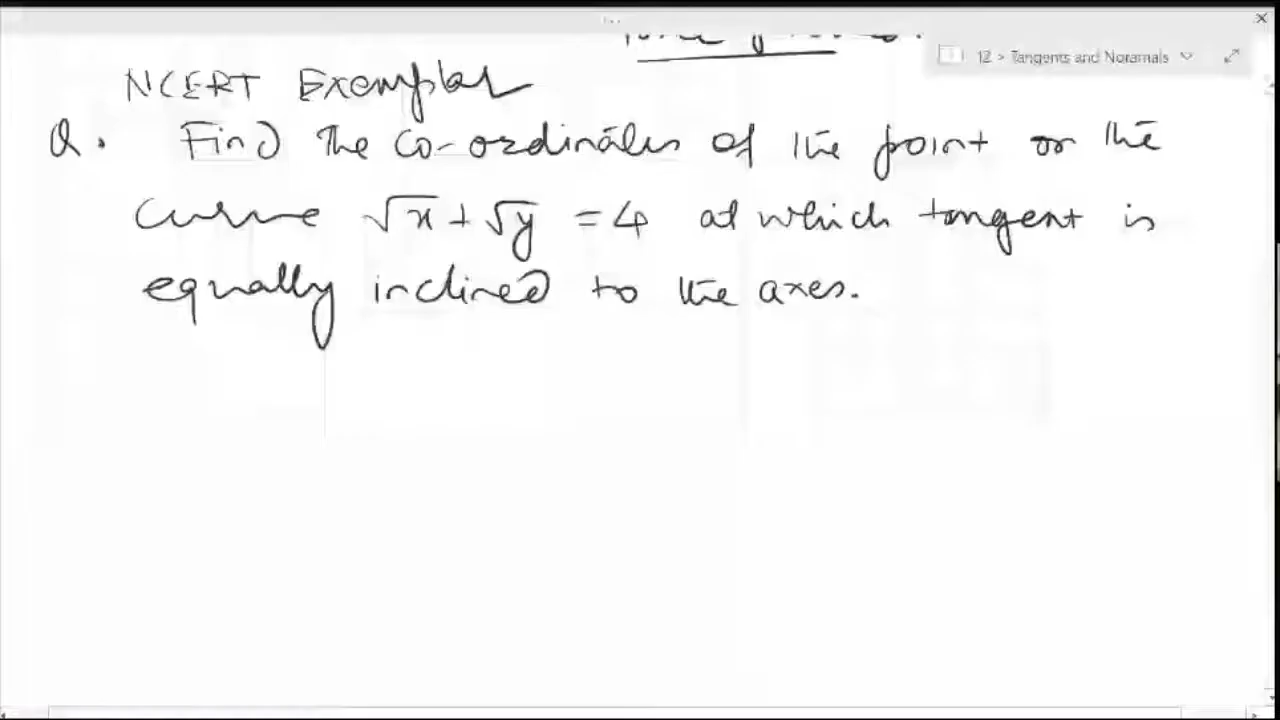 12 > Tangents and Noramals
NCERT Exemplar
Q. Find the co-ordinates of the point on the
curve √x + √y = 4 at which tangent is
equally inclined to the axes.